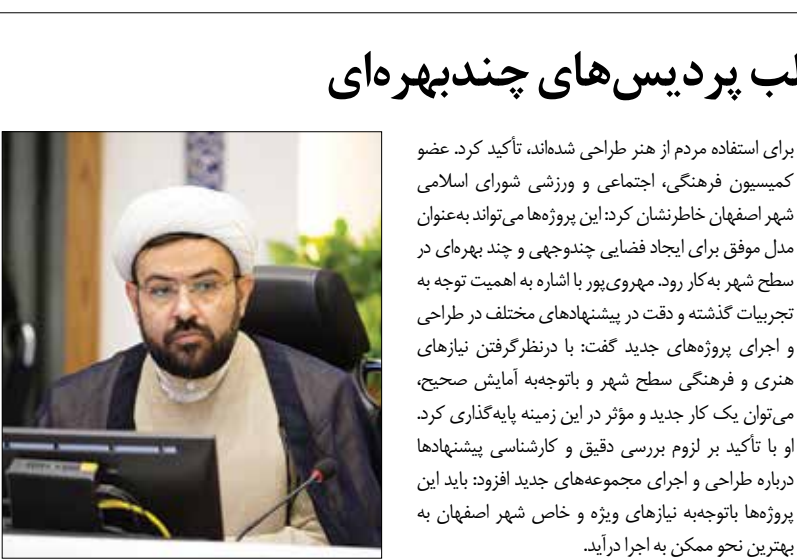 پردیس‌های چندبهره‌ای
برای استفاده مردم از هنر طراحی شده‌اند، تأکید کرد. عضو
کمیسیون فرهنگی، اجتماعی و ورزشی شورای اسلامی
شهر اصفهان خاطرنشان کرد: این پروژه‌ها می‌تواند به‌عنوان
مدل موفق برای ایجاد فضایی چندوجهی و چند بهره‌ای در
سطح شهر به‌کار رود. مهروی‌پور با اشاره به اهمیت توجه به
تجربیات گذشته و دقت در پیشنهادهای مختلف در طراحی
و اجرای پروژه‌های جدید گفت: با درنظرگرفتن نیازهای
هنری و فرهنگی سطح شهر و باتوجه‌به آمایش صحیح،
می‌توان یک کار جدید و مؤثر در این زمینه پایه‌گذاری کرد.
او با تأکید بر لزوم بررسی دقیق و کارشناسی پیشنهادها
درباره طراحی و اجرای مجموعه‌های جدید افزود: باید این
پروژه‌ها باتوجه‌به نیازهای ویژه و خاص شهر اصفهان به
بهترین نحو ممکن به اجرا درآید.